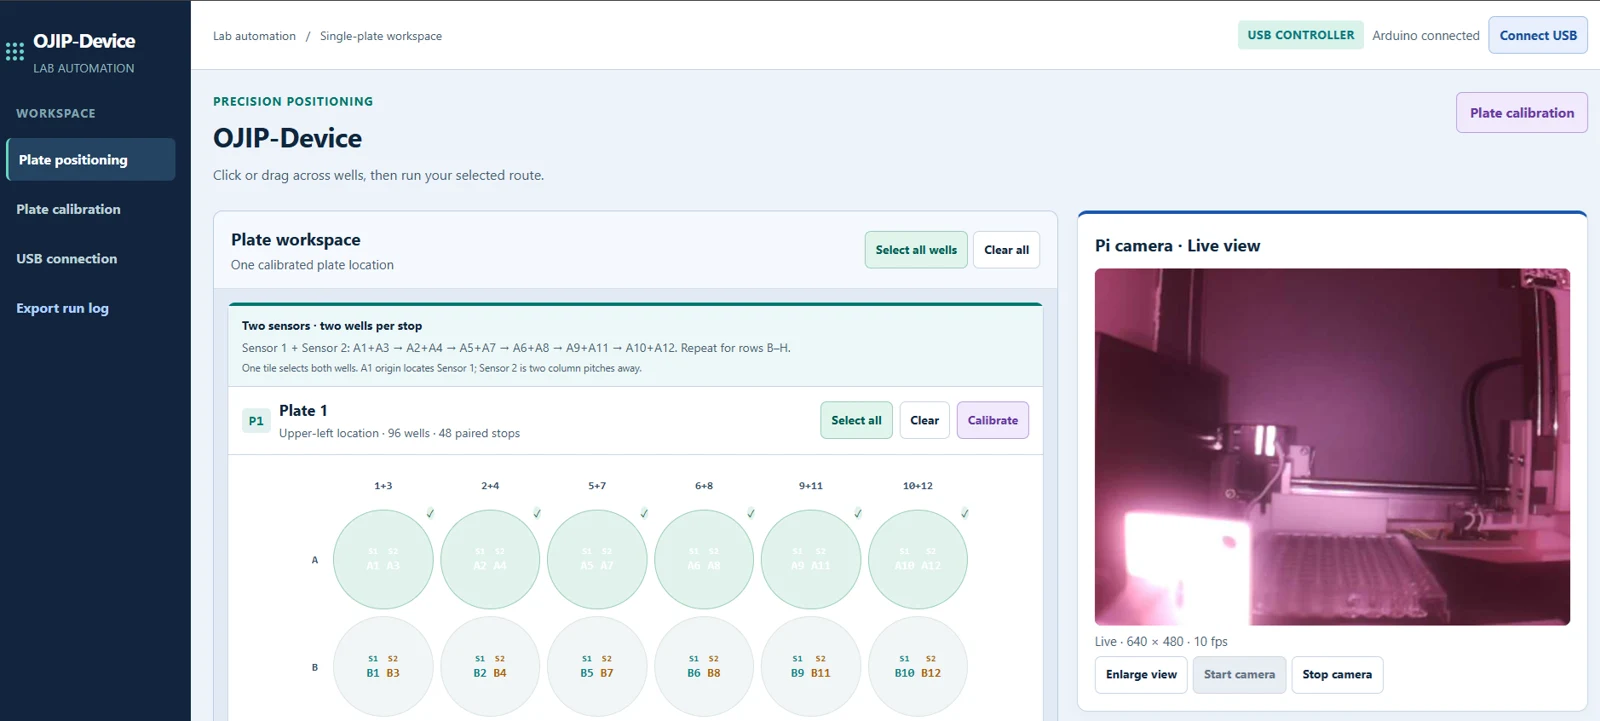 OJIP-Device
LAB AUTOMATION
WORKSPACE
Plate positioning
Plate calibration
USB connection
Export run log
Lab automation / Single-plate workspace
USB CONTROLLER Arduino connected Connect USB
PRECISION POSITIONING
OJIP-Device
Click or drag across wells, then run your selected route.
Plate calibration
Plate workspace
One calibrated plate location
Select all wells Clear all
Two sensors · two wells per stop
Sensor 1 + Sensor 2: A1+A3 → A2+A4 → A5+A7 → A6+A8 → A9+A11 → A10+A12. Repeat for rows B–H.
One tile selects both wells. A1 origin locates Sensor 1; Sensor 2 is two column pitches away.
P1 Plate 1
Upper-left location · 96 wells · 48 paired stops
Select all Clear Calibrate
1+3 2+4 5+7 6+8 9+11 10+12
✓ ✓ ✓ ✓ ✓ ✓
S1 S2 S1 S2 S1 S2 S1 S2 S1 S2 S1 S2
A A1 A3 A2 A4 A5 A7 A6 A8 A9 A11 A10 A12
S1 S2 S1 S2 S1 S2 S1 S2 S1 S2 S1 S2
B B1 B3 B2 B4 B5 B7 B6 B8 B9 B11 B10 B12
Pi camera · Live view
Live · 640 × 480 · 10 fps
Enlarge view Start camera Stop camera